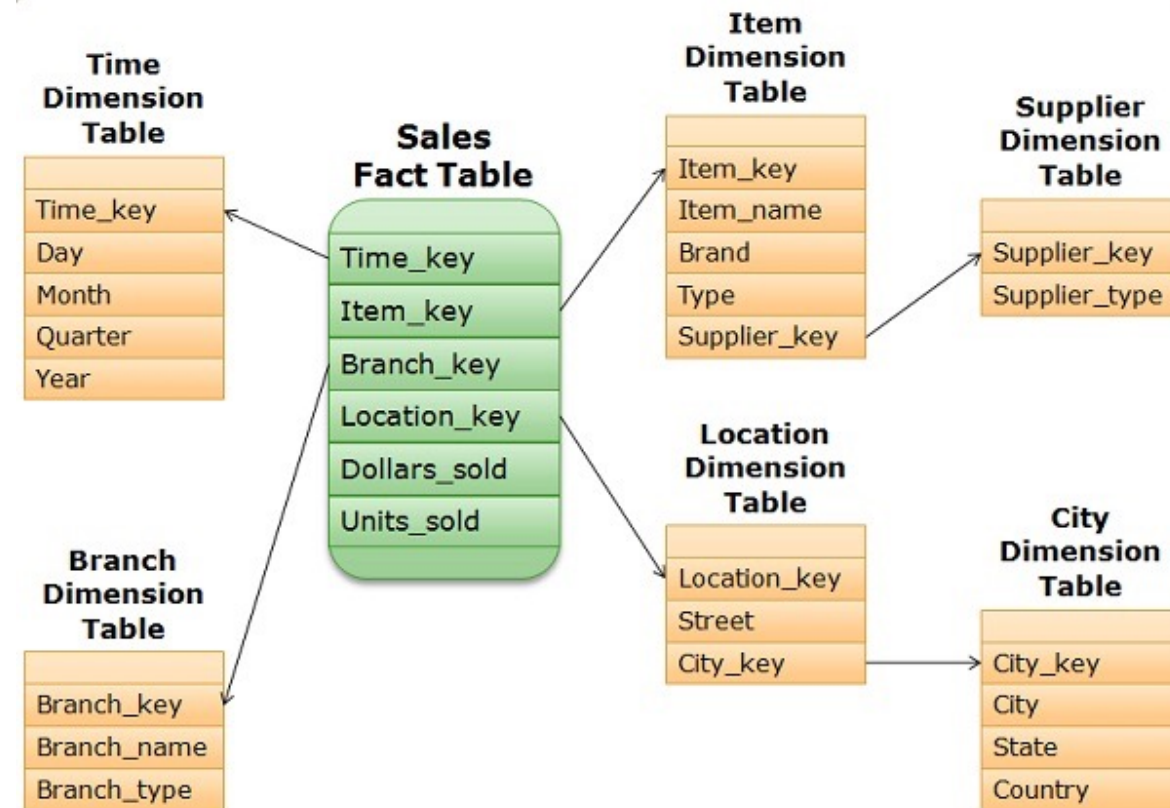 Time
Dimension
Table
Time_key
Day
Month
Quarter
Year
Sales
Fact Table
Time_key
Item_key
Branch_key
Location_key
Dollars_sold
Units_sold
Item
Dimension
Table
Item_key
Item_name
Brand
Type
Supplier_key
Supplier
Dimension
Table
Supplier_key
Supplier_type
Branch
Dimension
Table
Branch_key
Branch_name
Branch_type
Location
Dimension
Table
Location_key
Street
City_key
City
Dimension
Table
City_key
City
State
Country